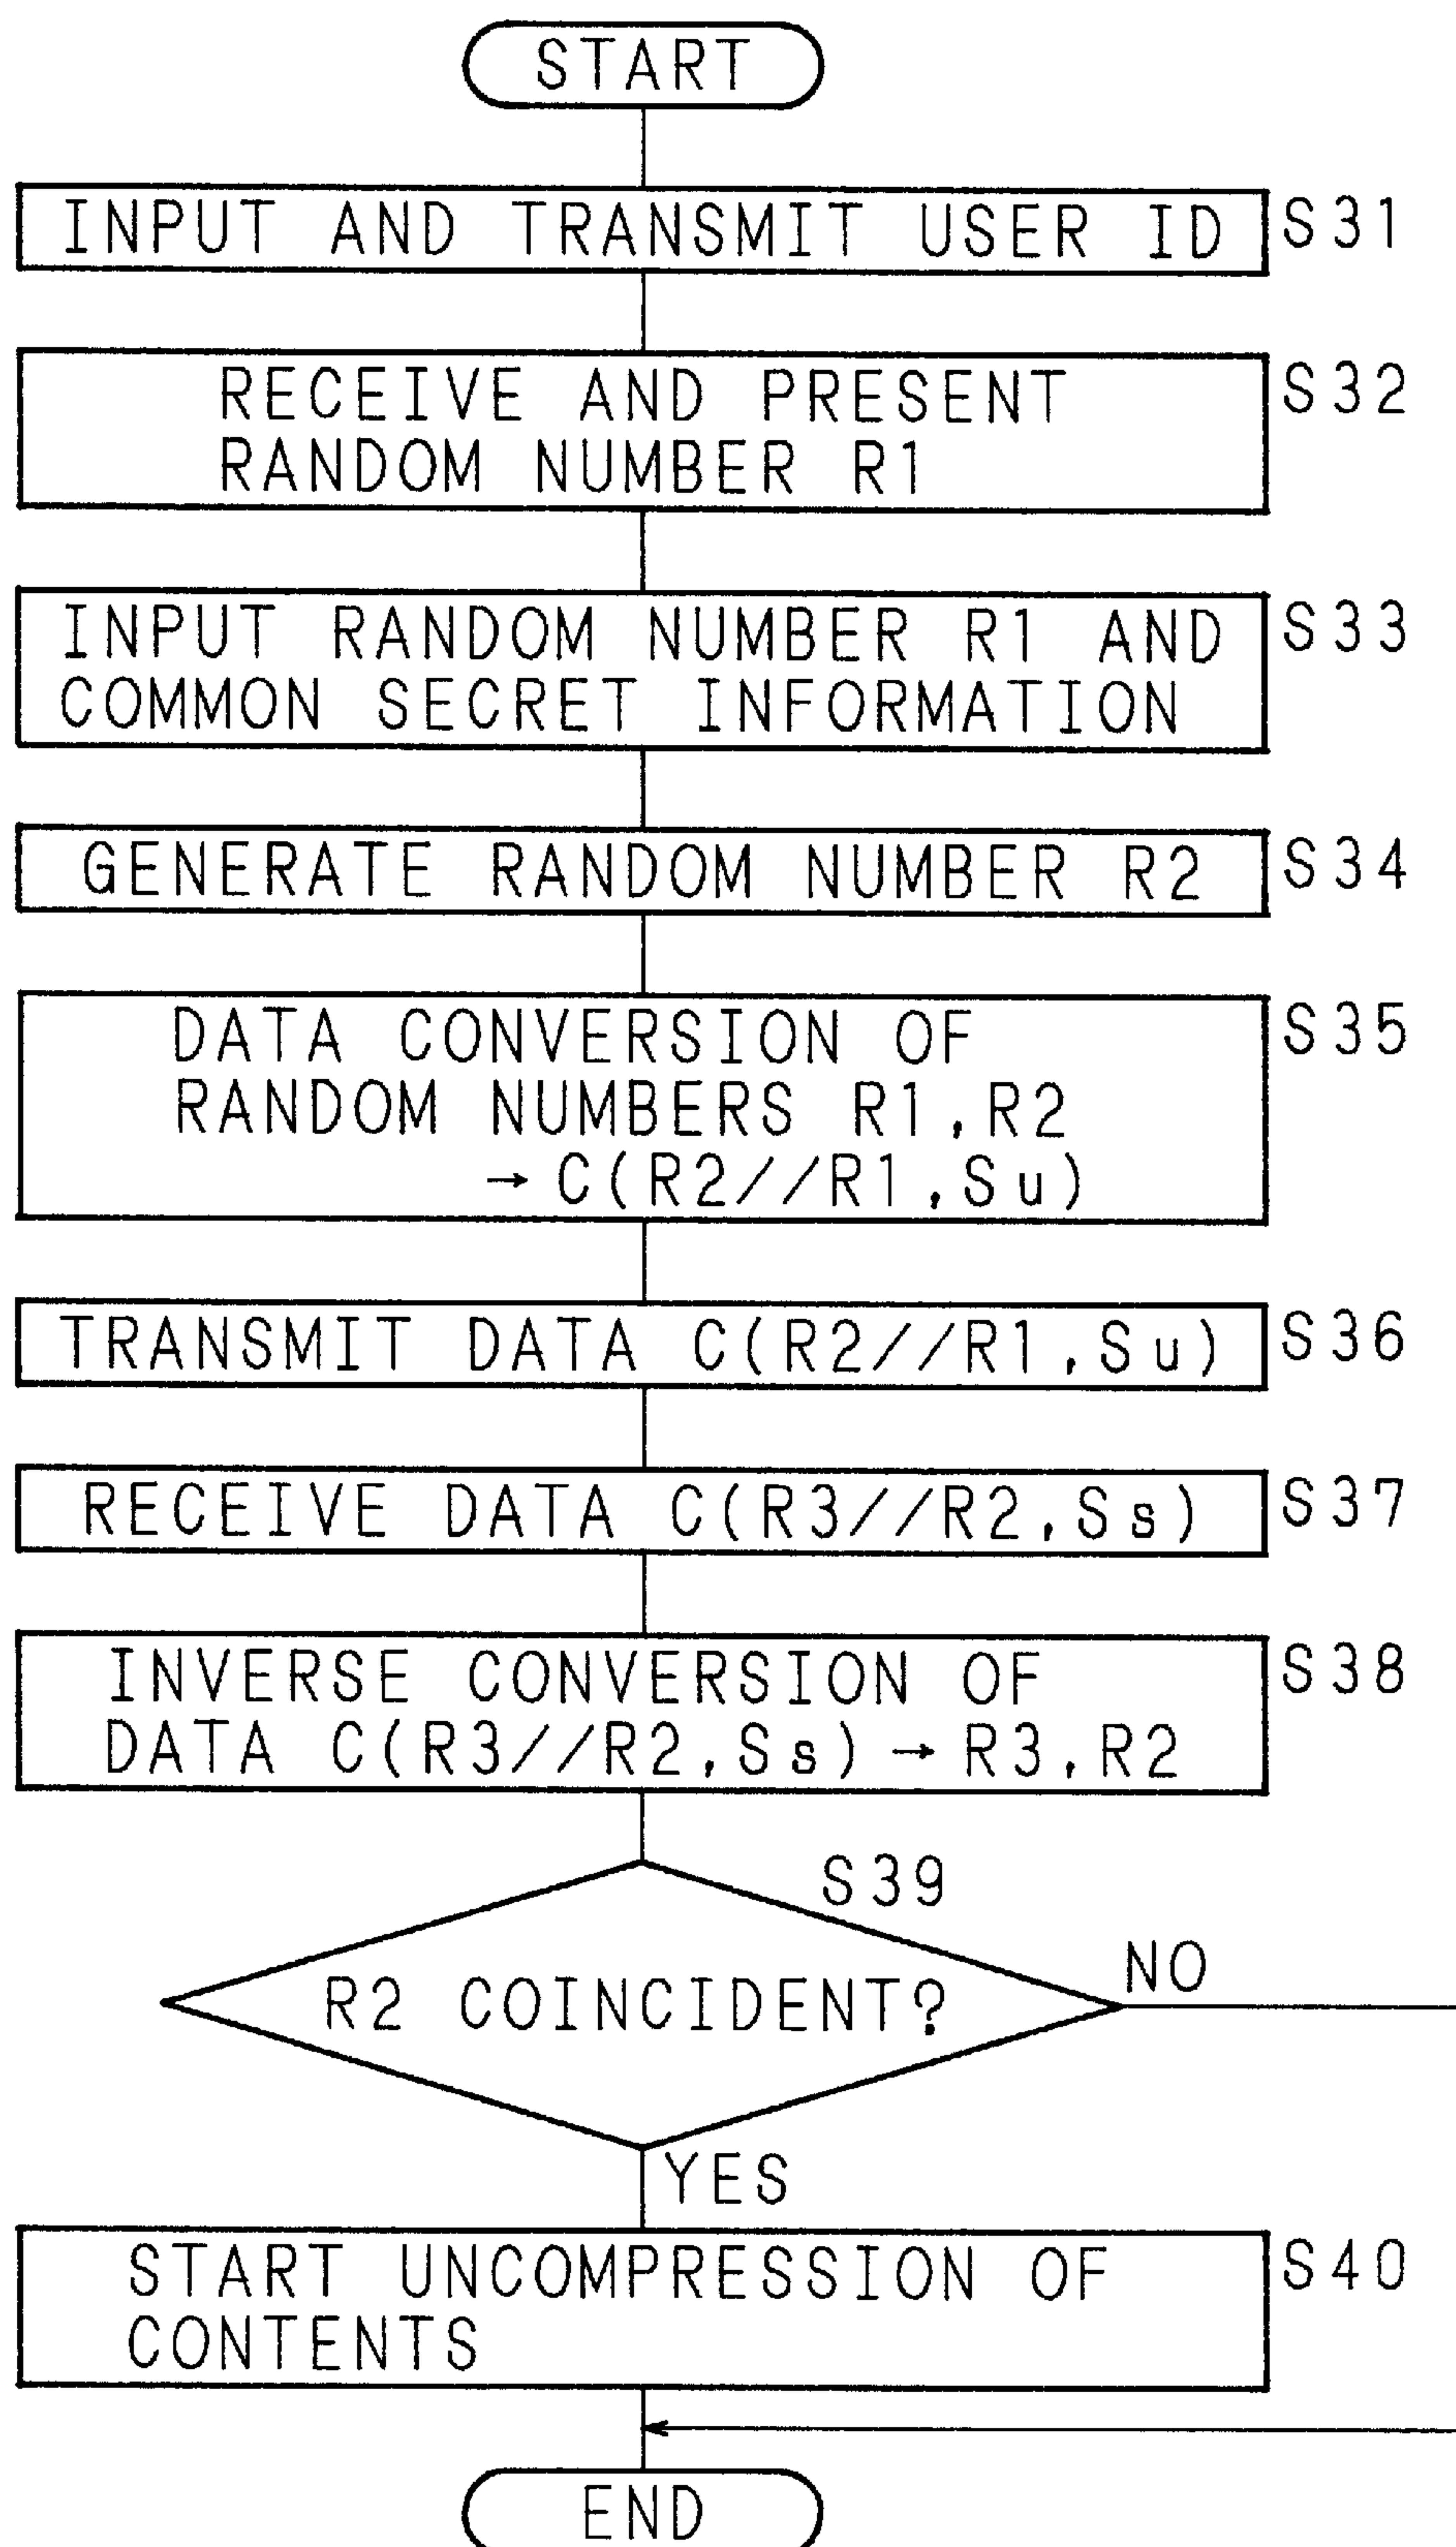 START
INPUT AND TRANSMIT USER ID S31
RECEIVE AND PRESENT S32
RANDOM NUMBER R1
INPUT RANDOM NUMBER R1 AND S33
COMMON SECRET INFORMATION
GENERATE RANDOM NUMBER R2 S34
DATA CONVERSION OF S35
RANDOM NUMBERS R1,R2
→ C(R2//R1,Su)
TRANSMIT DATA C(R2//R1,Su) S36
RECEIVE DATA C(R3//R2,Ss) S37
INVERSE CONVERSION OF S38
DATA C(R3//R2,Ss) → R3,R2
S39
NO
R2 COINCIDENT?
YES
START UNCOMPRESSION OF S40
CONTENTS
END